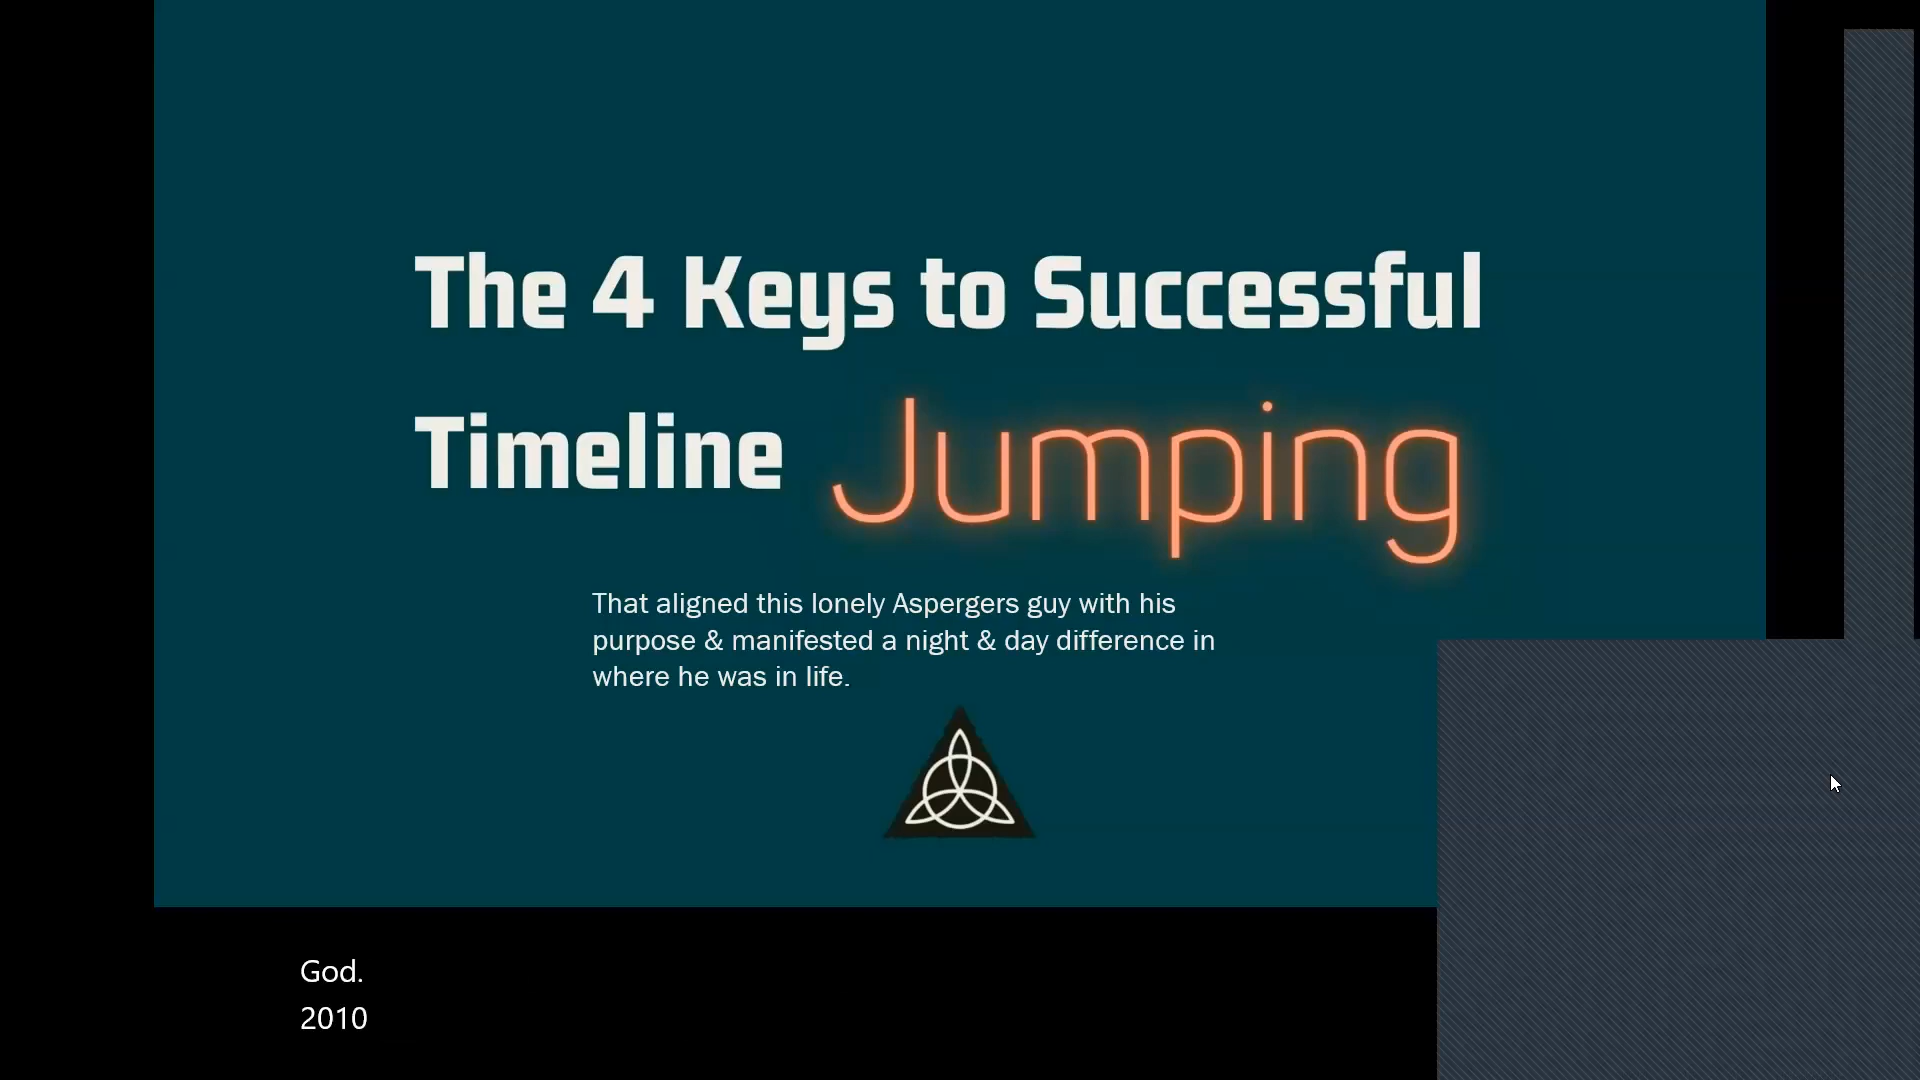 The 4 Keys to Successful
Timeline Jumping
That aligned this lonely Aspergers guy with his
purpose & manifested a night & day difference in
where he was in life.
God.
2010